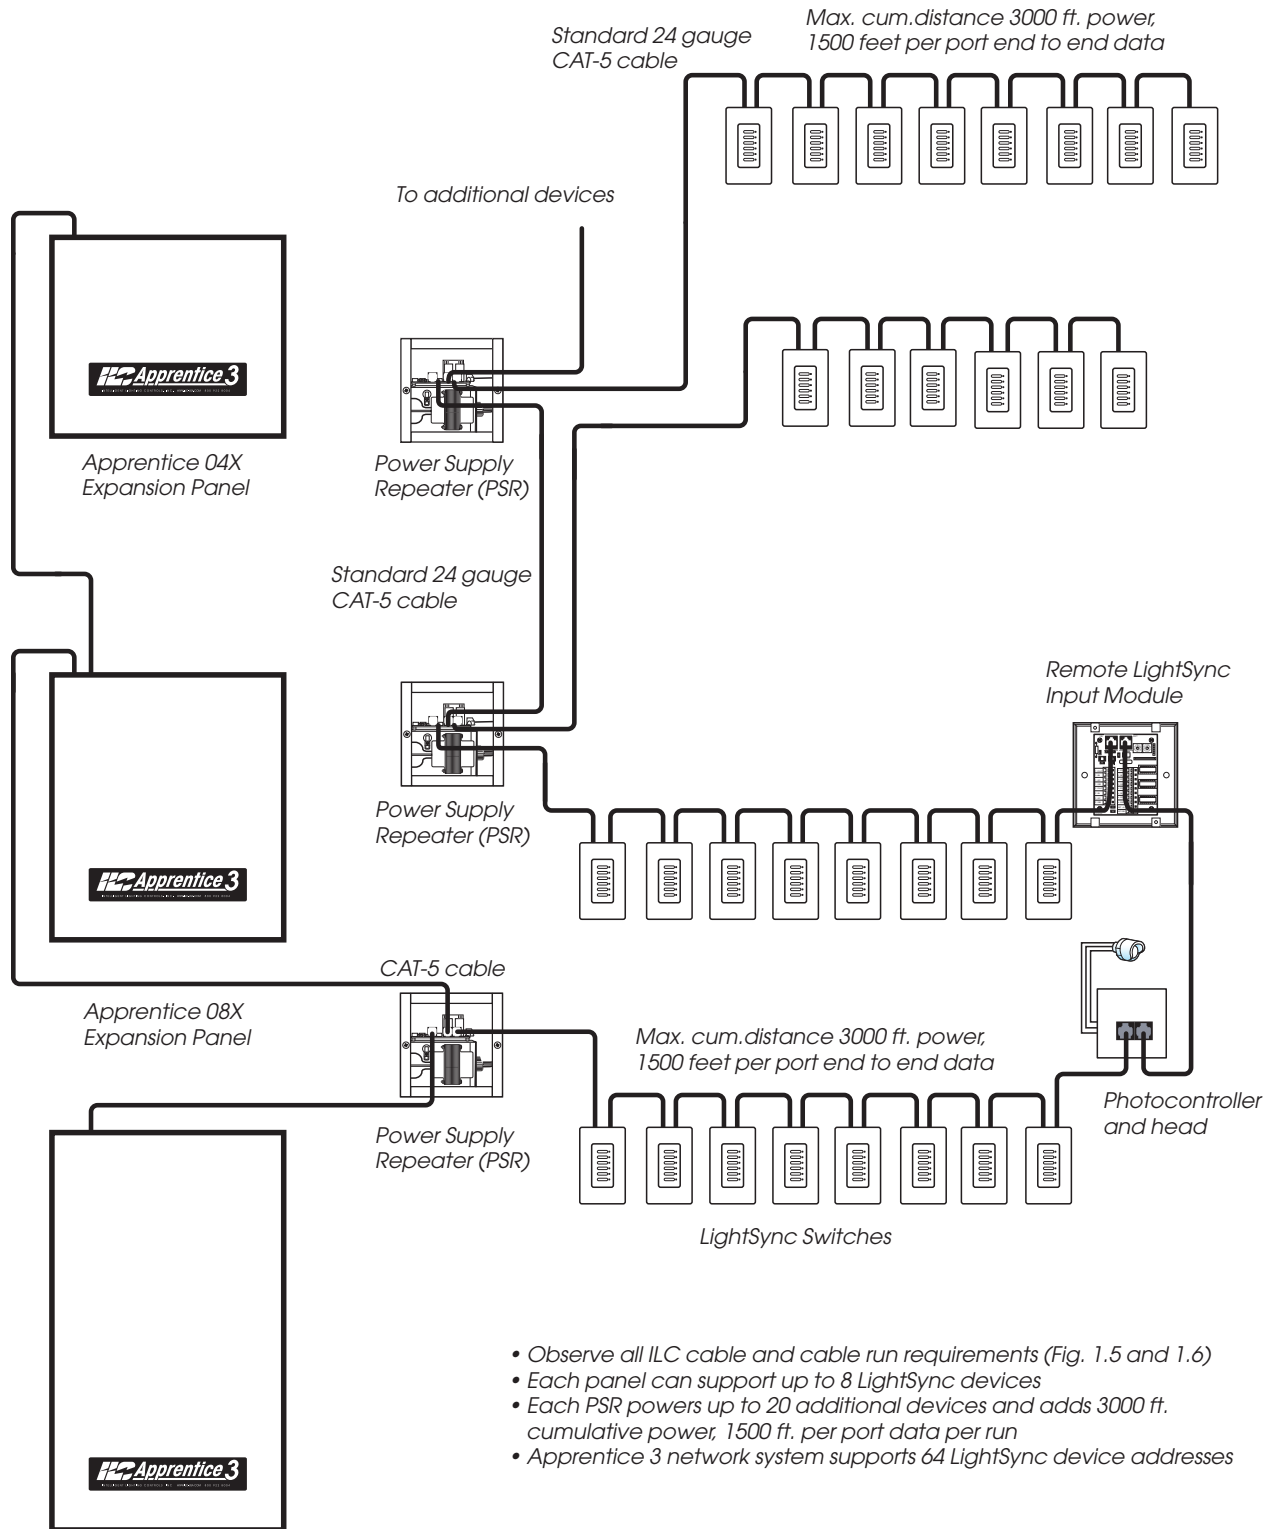 Max. cum.distance 3000 ft. power,
1500 feet per port end to end data
Standard 24 gauge
CAT-5 cable
To additional devices
ILC Apprentice 3
Apprentice 04X
Expansion Panel
Power Supply
Repeater (PSR)
Standard 24 gauge
CAT-5 cable
Remote LightSync
Input Module
Power Supply
Repeater (PSR)
ILC Apprentice 3
CAT-5 cable
Apprentice 08X
Expansion Panel
Max. cum.distance 3000 ft. power,
1500 feet per port end to end data
Photocontroller
and head
Power Supply
Repeater (PSR)
LightSync Switches
• Observe all ILC cable and cable run requirements (Fig. 1.5 and 1.6)
• Each panel can support up to 8 LightSync devices
• Each PSR powers up to 20 additional devices and adds 3000 ft.
cumulative power, 1500 ft. per port data per run
• Apprentice 3 network system supports 64 LightSync device addresses
ILC Apprentice 3